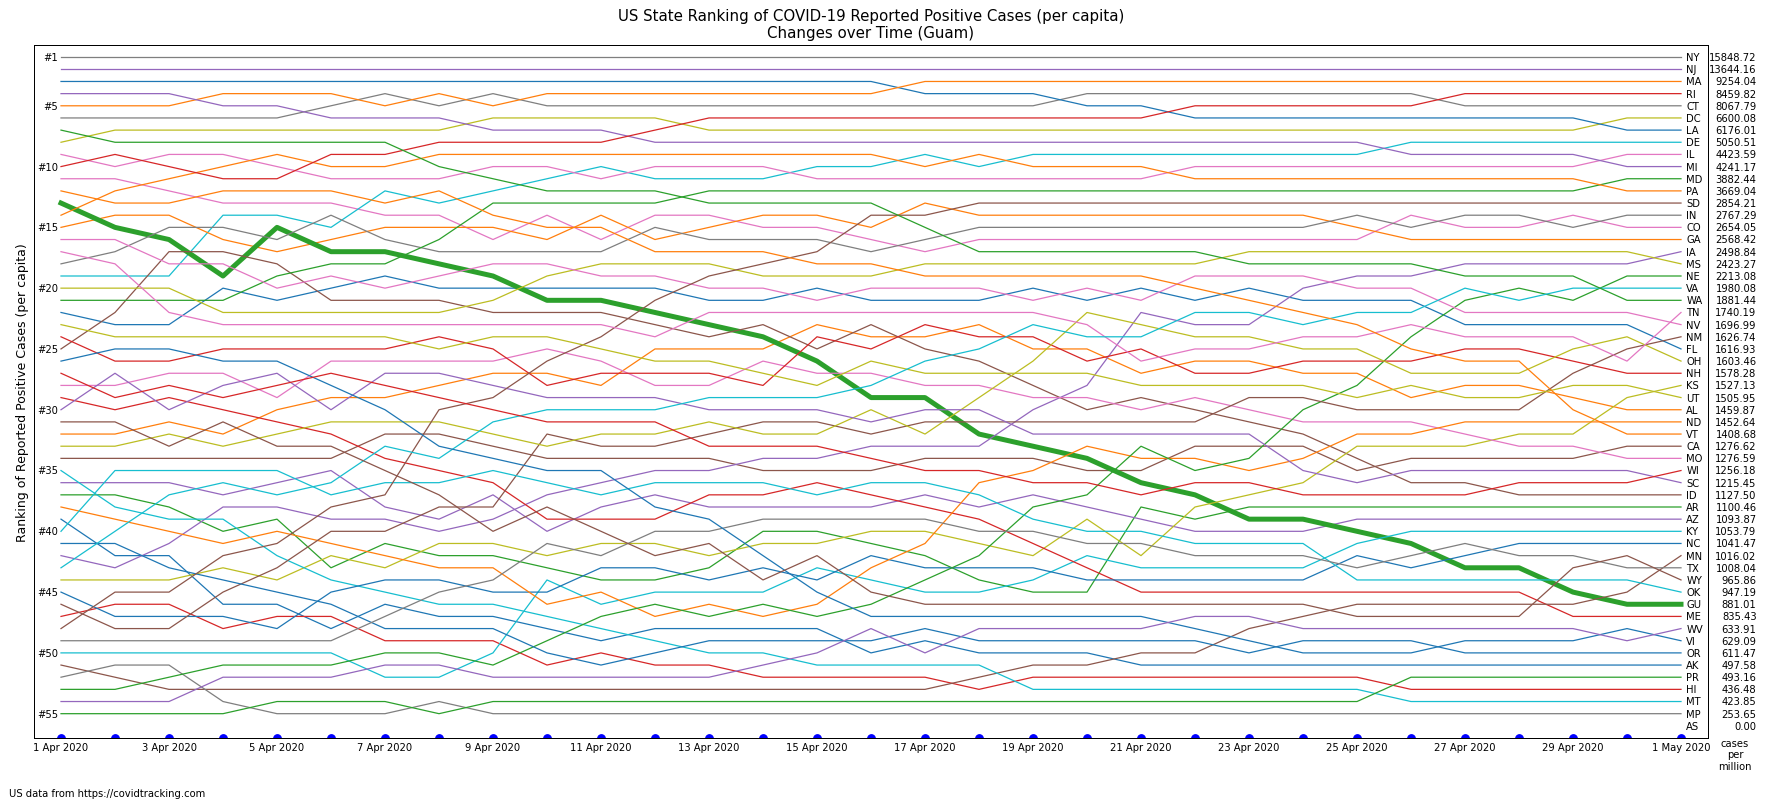 US State Ranking of COVID-19 Reported Positive Cases (per capita)
Changes over Time (Guam)
Ranking of Reported Positive Cases (per capita)
#1
#5
#10
#15
#20
#25
#30
#35
#40
#45
#50
#55
NY 15848.72
NJ 13644.16
MA 9254.04
RI 8459.82
CT 8067.79
DC 6600.08
LA 6176.01
DE 5050.51
IL 4423.59
MI 4241.17
MD 3882.44
PA 3669.04
SD 2854.21
IN 2767.29
CO 2654.05
GA 2568.42
IA 2498.84
MS 2423.27
NE 2213.08
VA 1980.08
WA 1881.44
TN 1740.19
NV 1696.99
NM 1626.74
FL 1616.93
OH 1603.46
NH 1578.28
KS 1527.13
UT 1505.95
AL 1459.87
ND 1452.64
VT 1408.68
CA 1276.62
MO 1276.59
WI 1256.18
SC 1215.45
ID 1127.50
AR 1100.46
AZ 1093.87
KY 1053.79
NC 1041.47
MN 1016.02
TX 1008.04
WY 965.86
OK 947.19
GU 881.01
ME 835.43
WV 633.91
VI 629.09
OR 611.47
AK 497.58
PR 493.16
HI 436.48
MT 423.85
MP 253.65
AS 0.00
1 Apr 2020 3 Apr 2020 5 Apr 2020 7 Apr 2020 9 Apr 2020 11 Apr 2020 13 Apr 2020 15 Apr 2020 17 Apr 2020 19 Apr 2020 21 Apr 2020 23 Apr 2020 25 Apr 2020 27 Apr 2020 29 Apr 2020 1 May 2020
cases
per
million
US data from https://covidtracking.com